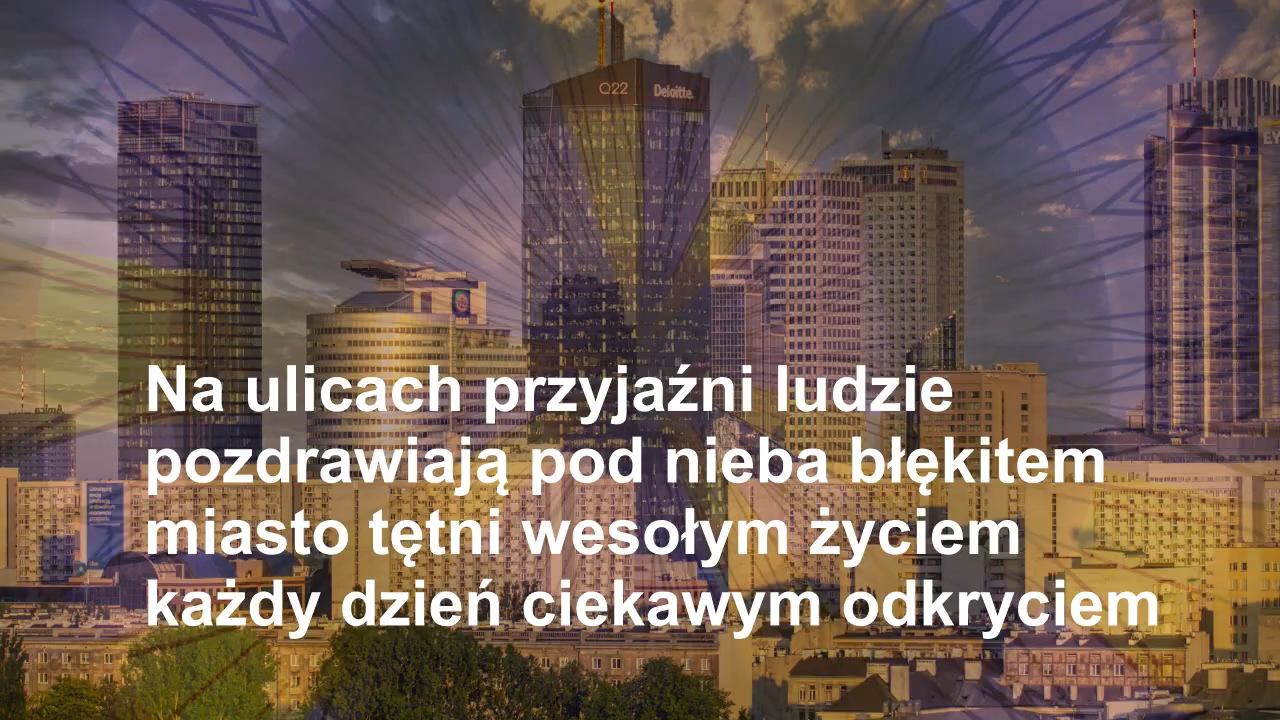 Q22 Deloitte.
Na ulicach przyjaźni ludzie
pozdrawiają pod nieba błękitem
miasto tętni wesołym życiem
każdy dzień ciekawym odkryciem